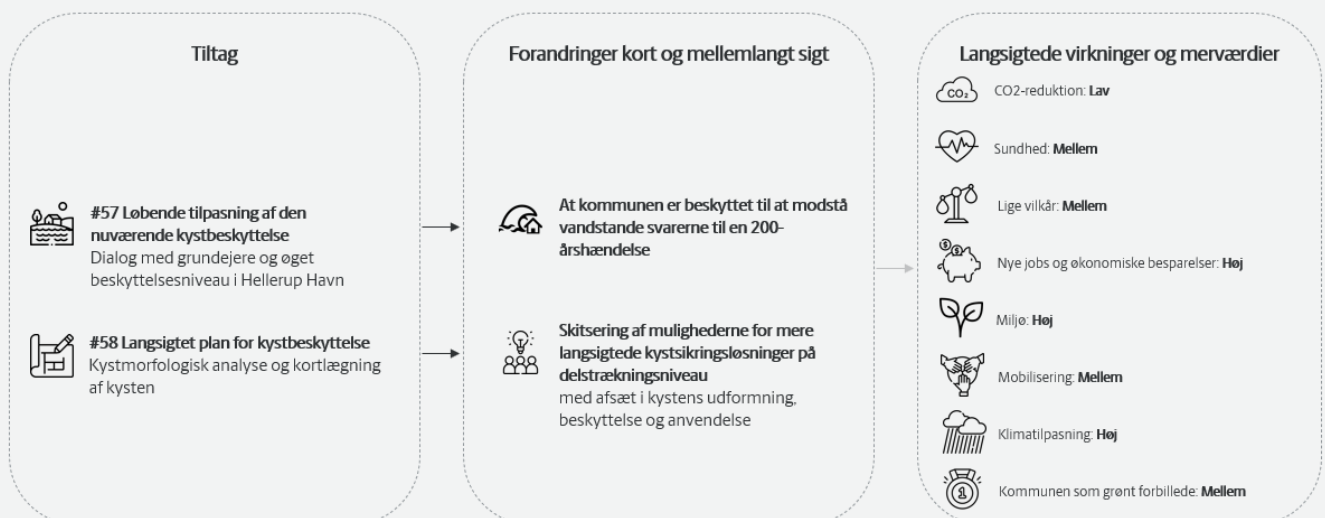 Tiltag
#57 Løbende tilpasning af den
nuværende kystbeskyttelse
Dialog med grundejere og øget
beskyttelsesniveau i Hellerup Havn
#58 Langsigtet plan for kystbeskyttelse
Kystmorfologisk analyse og kortlægning
af kysten
Forandringer kort og mellemlangt sigt
At kommunen er beskyttet til at modstå
vandstande svarerne til en 200-
årshændelse
Skitsering af mulighederne for mere
langsigtede kystsikringsløsninger på
delstrækningsniveau
med afsæt i kystens udformning,
beskyttelse og anvendelse
Langsigtede virkninger og merværdier
CO₂
CO2-reduktion: Lav
Sundhed: Mellem
Lige vilkår: Mellem
$ $
Nye jobs og økonomiske besparelser: Høj
Miljø: Høj
Mobilisering: Mellem
Klimatilpasning: Høj
1
Kommunen som grønt forbillede: Mellem